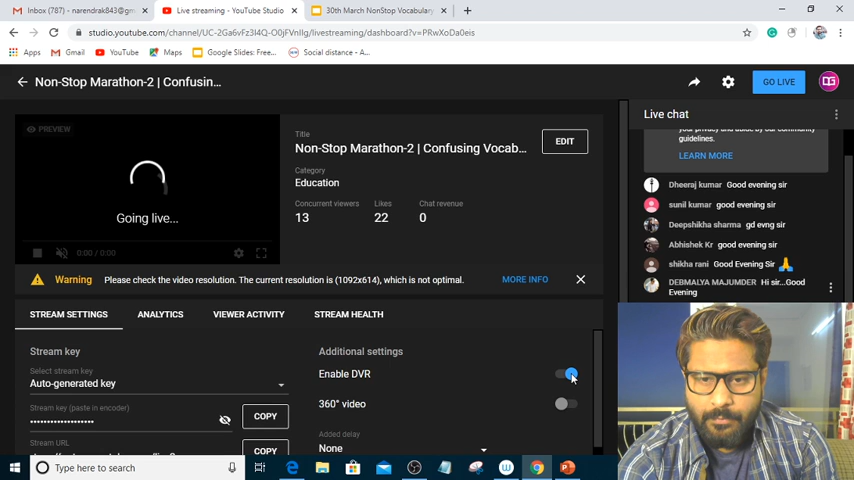 Inbox (787) - narendrak843@gm
Live streaming - YouTube Studio
30th March NonStop Vocabulary
studio.youtube.com/channel/UC-2Ga6vFz3I4Q-O0jFVnIlg/livestreaming/dashboard?v=PRwXoDa0eis
Apps
Gmail
YouTube
Maps
Google Slides: Free...
Social distance - A...
Non-Stop Marathon-2 | Confusin...
GO LIVE
PREVIEW
Going live...
0:00 / 0:00
Title
Non-Stop Marathon-2 | Confusing Vocab...
EDIT
Category
Education
Concurrent viewers
13
Likes
22
Chat revenue
0
Warning
Please check the video resolution. The current resolution is (1092x614), which is not optimal.
MORE INFO
STREAM SETTINGS
ANALYTICS
VIEWER ACTIVITY
STREAM HEALTH
Stream key
Select stream key
Auto-generated key
Stream key (paste in encoder)
COPY
Stream URL
COPY
Additional settings
Enable DVR
360° video
Added delay
None
Live chat
your privacy and abide by our community
guidelines.
LEARN MORE
Dheeraj kumar Good evening sir
sunil kumar good evening sir
Deepshikha sharma gd evng sir
Abhishek Kr good evening sir
shikha rani Good Evening Sir
DEBMALYA MAJUMDER Hi sir...Good
Evening
Type here to search